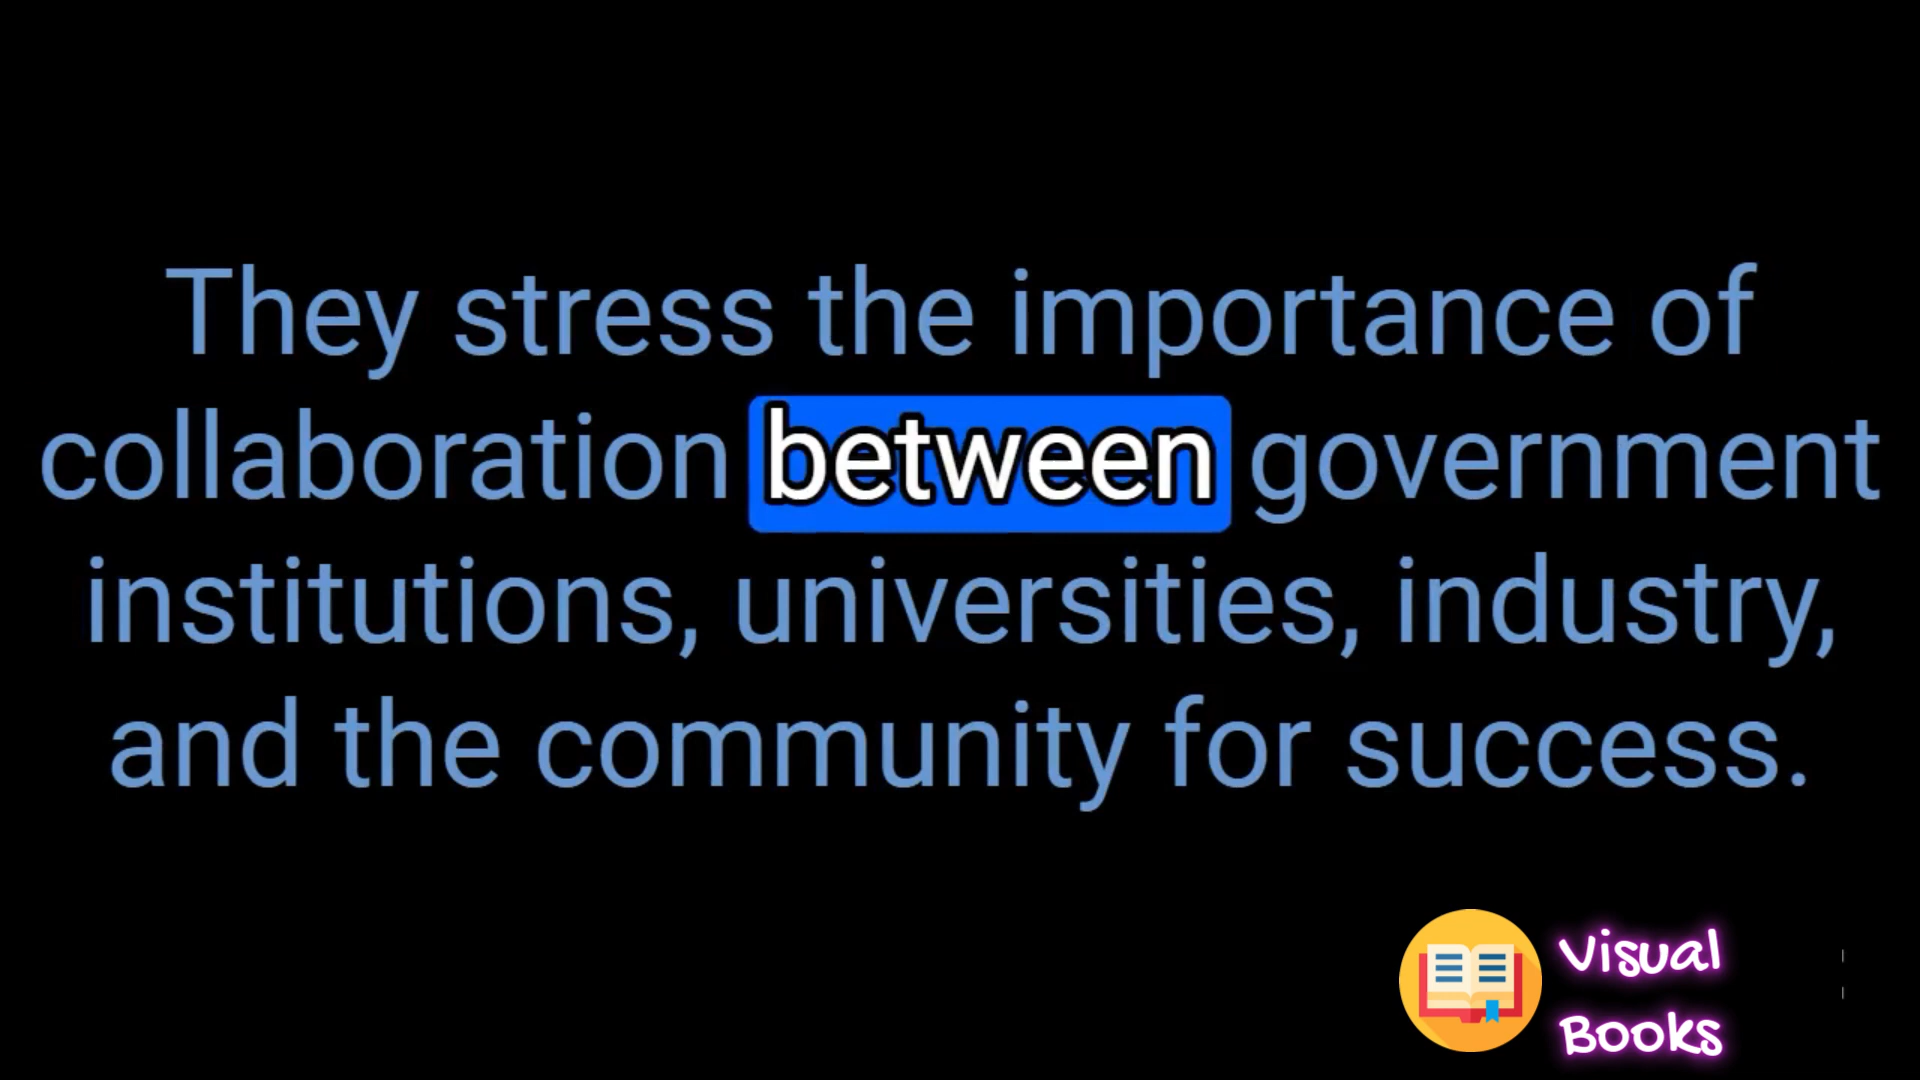 They stress the importance of
collaboration between government
institutions, universities, industry,
and the community for success.
Visual
Books